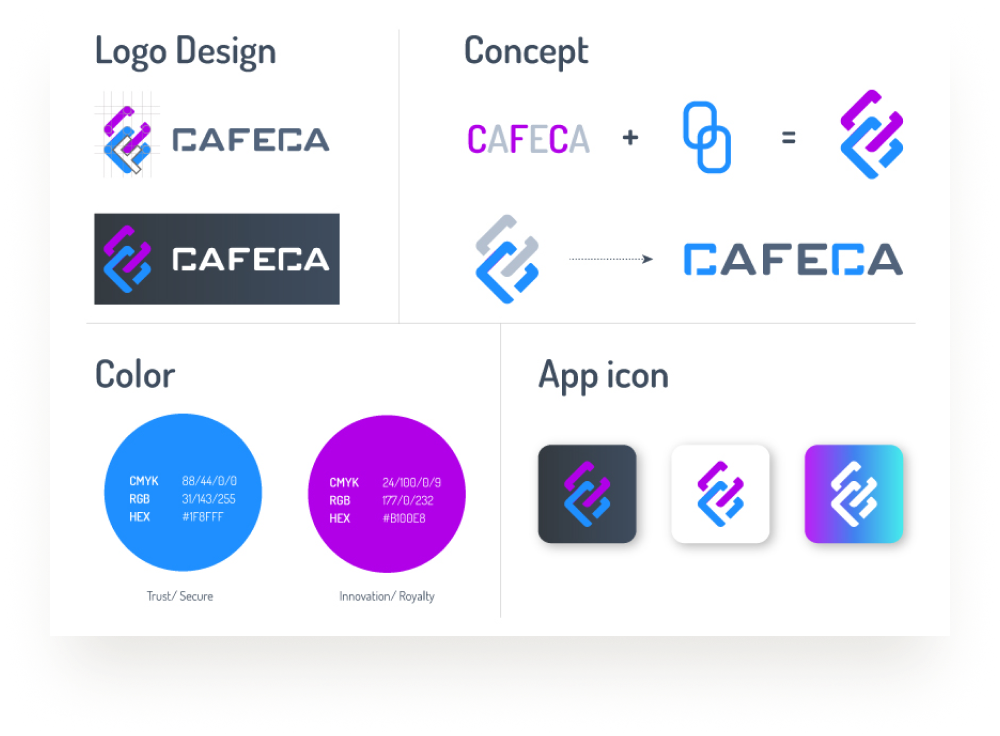 Logo Design
CAFECA
CAFECA
Concept
CAFECA + =
CAFECA
Color
CMYK 88/44/0/0
RGB 31/143/255
HEX #1F8FFF
Trust/ Secure
CMYK 24/100/0/9
RGB 177/0/232
HEX #B100E8
Innovation/ Royalty
App icon